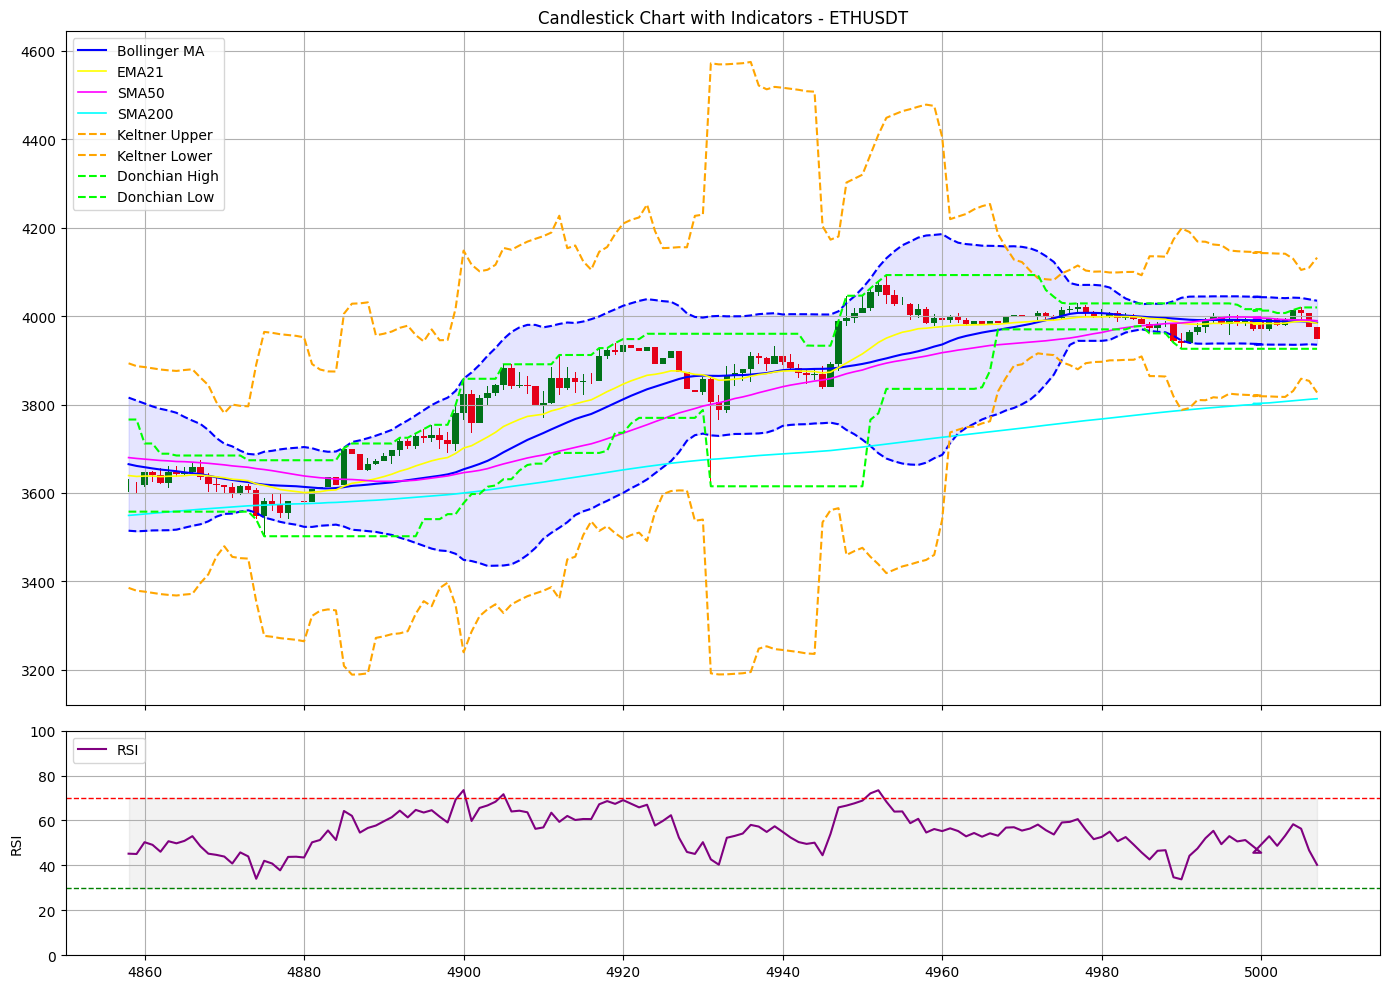 Candlestick Chart with Indicators - ETHUSDT
Bollinger MA
EMA21
SMA50
SMA200
Keltner Upper
Keltner Lower
Donchian High
Donchian Low
4600
4400
4200
4000
3800
3600
3400
3200
RSI
100
80
60
40
20
0
RSI
4860 4880 4900 4920 4940 4960 4980 5000